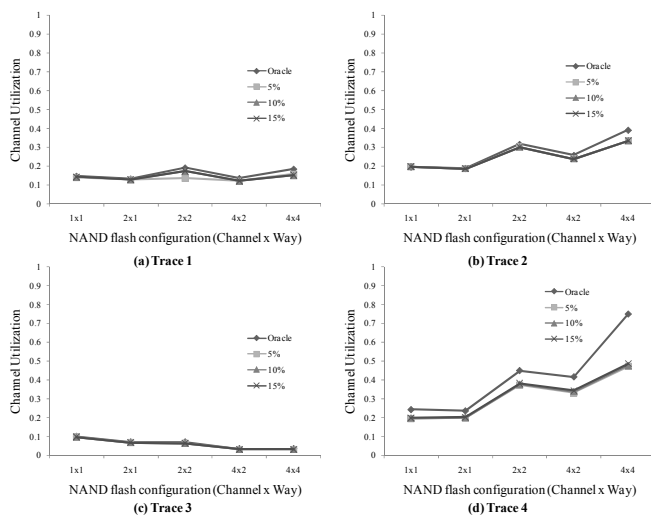 1
0.9
0.8
0.7
0.6
0.5
0.4
0.3
0.2
0.1
0
Channel Utilization
Oracle
5%
10%
15%
1x1 2x1 2x2 4x2 4x4
NAND flash configuration (Channel x Way)
(a) Trace 1
1
0.9
0.8
0.7
0.6
0.5
0.4
0.3
0.2
0.1
0
Channel Utilization
Oracle
5%
10%
15%
1x1 2x1 2x2 4x2 4x4
NAND flash configuration (Channel x Way)
(b) Trace 2
1
0.9
0.8
0.7
0.6
0.5
0.4
0.3
0.2
0.1
0
Channel Utilization
Oracle
5%
10%
15%
1x1 2x1 2x2 4x2 4x4
NAND flash configuration (Channel x Way)
(c) Trace 3
1
0.9
0.8
0.7
0.6
0.5
0.4
0.3
0.2
0.1
0
Channel Utilization
Oracle
5%
10%
15%
1x1 2x1 2x2 4x2 4x4
NAND flash configuration (Channel x Way)
(d) Trace 4